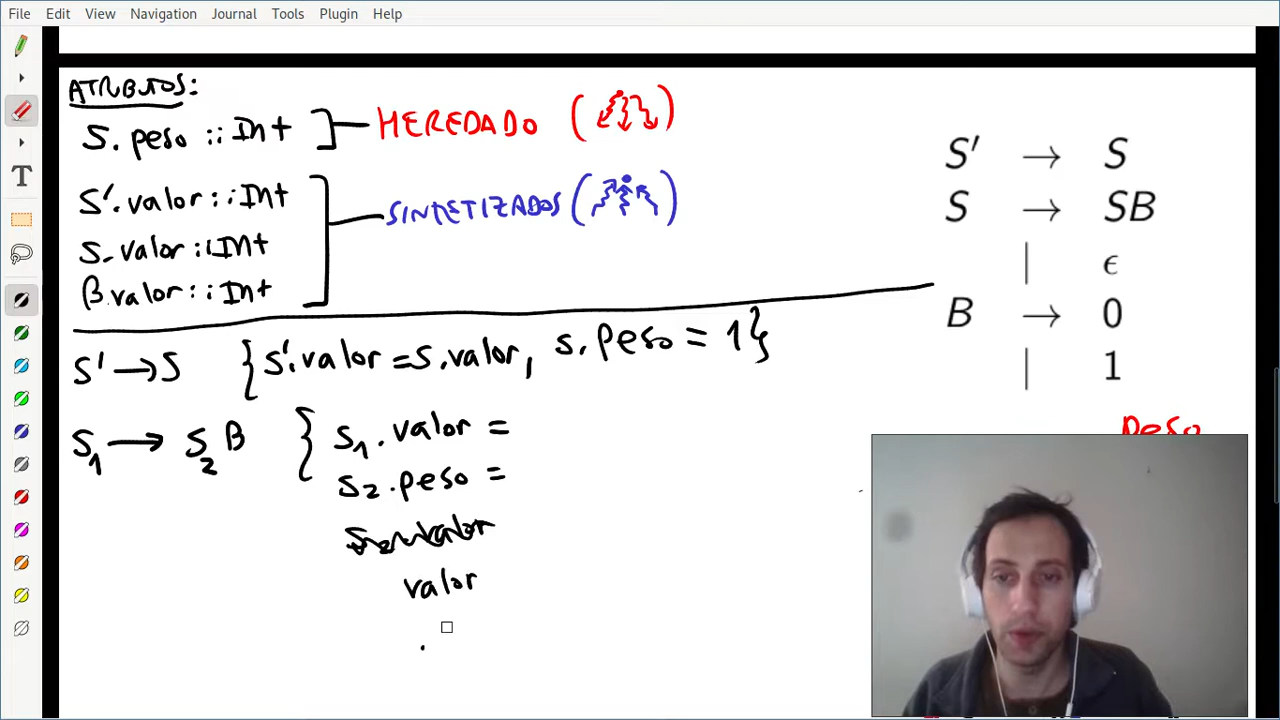 File Edit View Navigation Journal Tools Plugin Help
ATRIBUTOS:
S.peso :: Int
HEREDADO
S'.valor :: Int
SINTETIZADOS
S.valor :: Int
B.valor :: Int
S' → S {S'.valor = S.valor, S.peso = 1}
S₁ → S₂ B { S₁.valor =
S₂.peso =
valor
.
S' → S
S → SB
| ϵ
B → 0
| 1
Peso
T